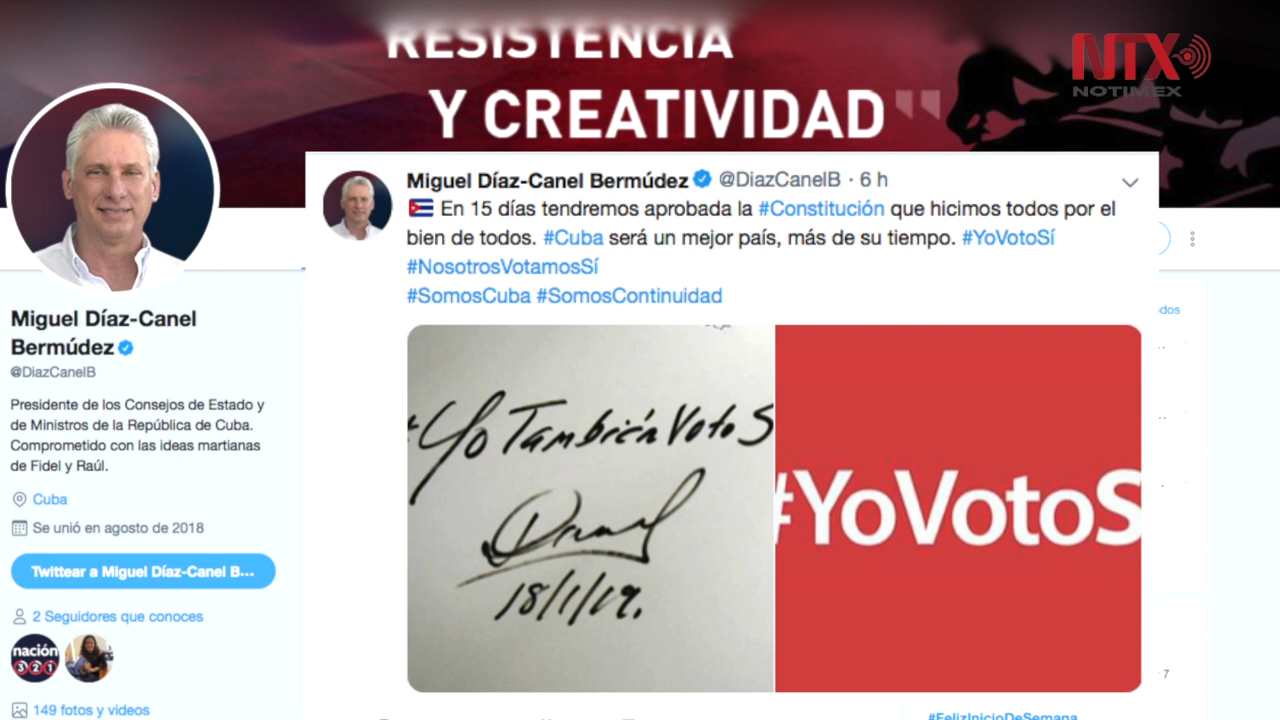 RESISTENCIA
Y CREATIVIDAD"
NTX
NOTIMEX
Miguel Díaz-Canel Bermúdez @DiazCanelB · 6 h
En 15 días tendremos aprobada la #Constitución que hicimos todos por el
bien de todos. #Cuba será un mejor país, más de su tiempo. #YoVotoSí
#NosotrosVotamosSí
#SomosCuba #SomosContinuidad
#YoTambiénVotoS
18/1/19.
#YoVotoS
Miguel Díaz-Canel
Bermúdez
@DiazCanelB
Presidente de los Consejos de Estado y
de Ministros de la República de Cuba.
Comprometido con las ideas martianas
de Fidel y Raúl.
Cuba
Se unió en agosto de 2018
Twittear a Miguel Díaz-Canel B...
2 Seguidores que conoces
nación
321
149 fotos y videos
dos
7
#FelizInicioDeSemana